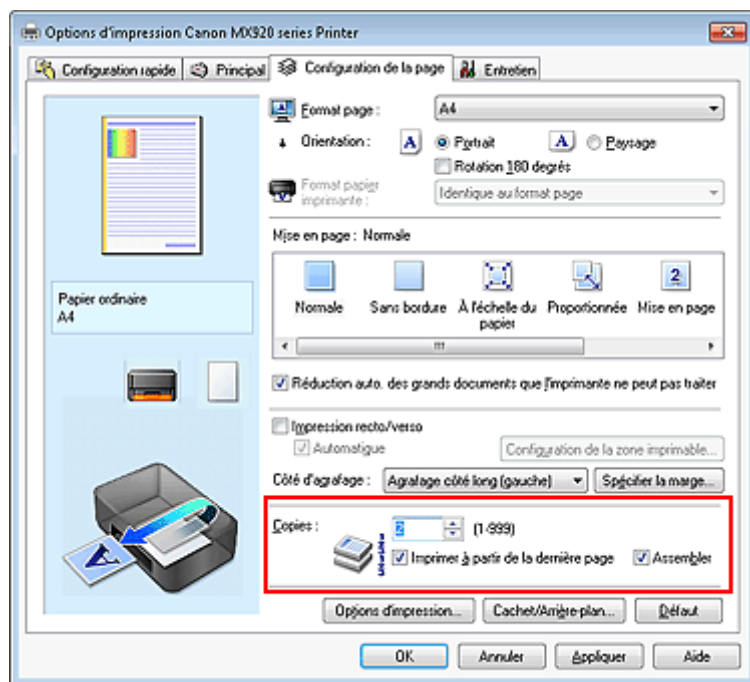 Options d'impression Canon MX920 series Printer
Configuration rapide Principal Configuration de la page Entretien
Format page : A4
Orientation : A Portrait A Paysage
Rotation 180 degrés
Format papier imprimante : Identique au format page
Mise en page : Normale
Normale Sans bordure À l'échelle du papier Proportionnée Mise en page
2
Papier ordinaire
A4
Réduction auto. des grands documents que l'imprimante ne peut pas traiter
Impression recto/verso
Automatique Configuration de la zone imprimable...
Côté d'agrafage : Agrafage côté long (gauche) Spécifier la marge...
Copies : 2 (1-999)
Imprimer à partir de la dernière page Assembler
Options d'impression... Cachet/Arrière-plan... Défaut
OK Annuler Appliquer Aide